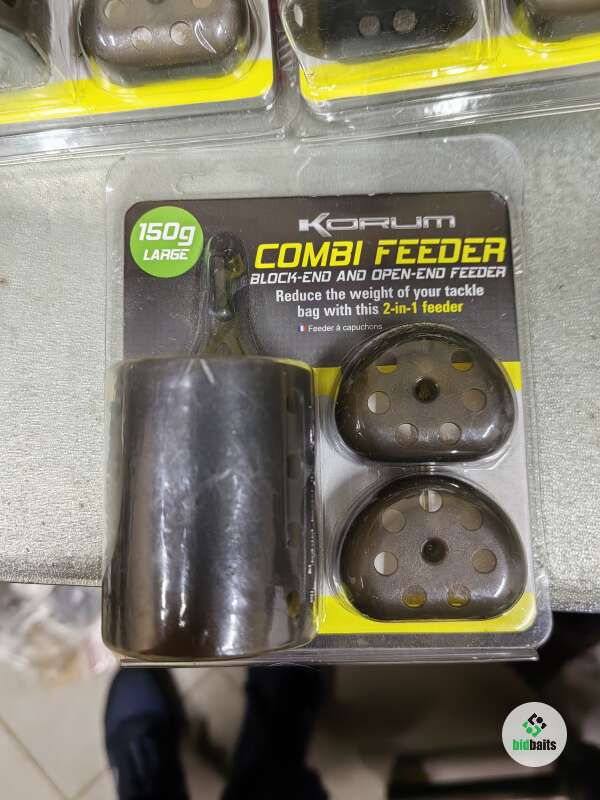 150g
LARGE
KORUM
COMBI FEEDER
BLOCK-END AND OPEN-END FEEDER
Reduce the weight of your tackle
bag with this 2-in-1 feeder
Feeder à capuchons
bidbaits